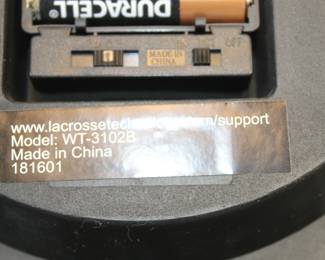 DURACELL
OFF
MADE IN
CHINA
www.lacrossetechnology.com/support
Model: WT-3102B
Made in China
181601